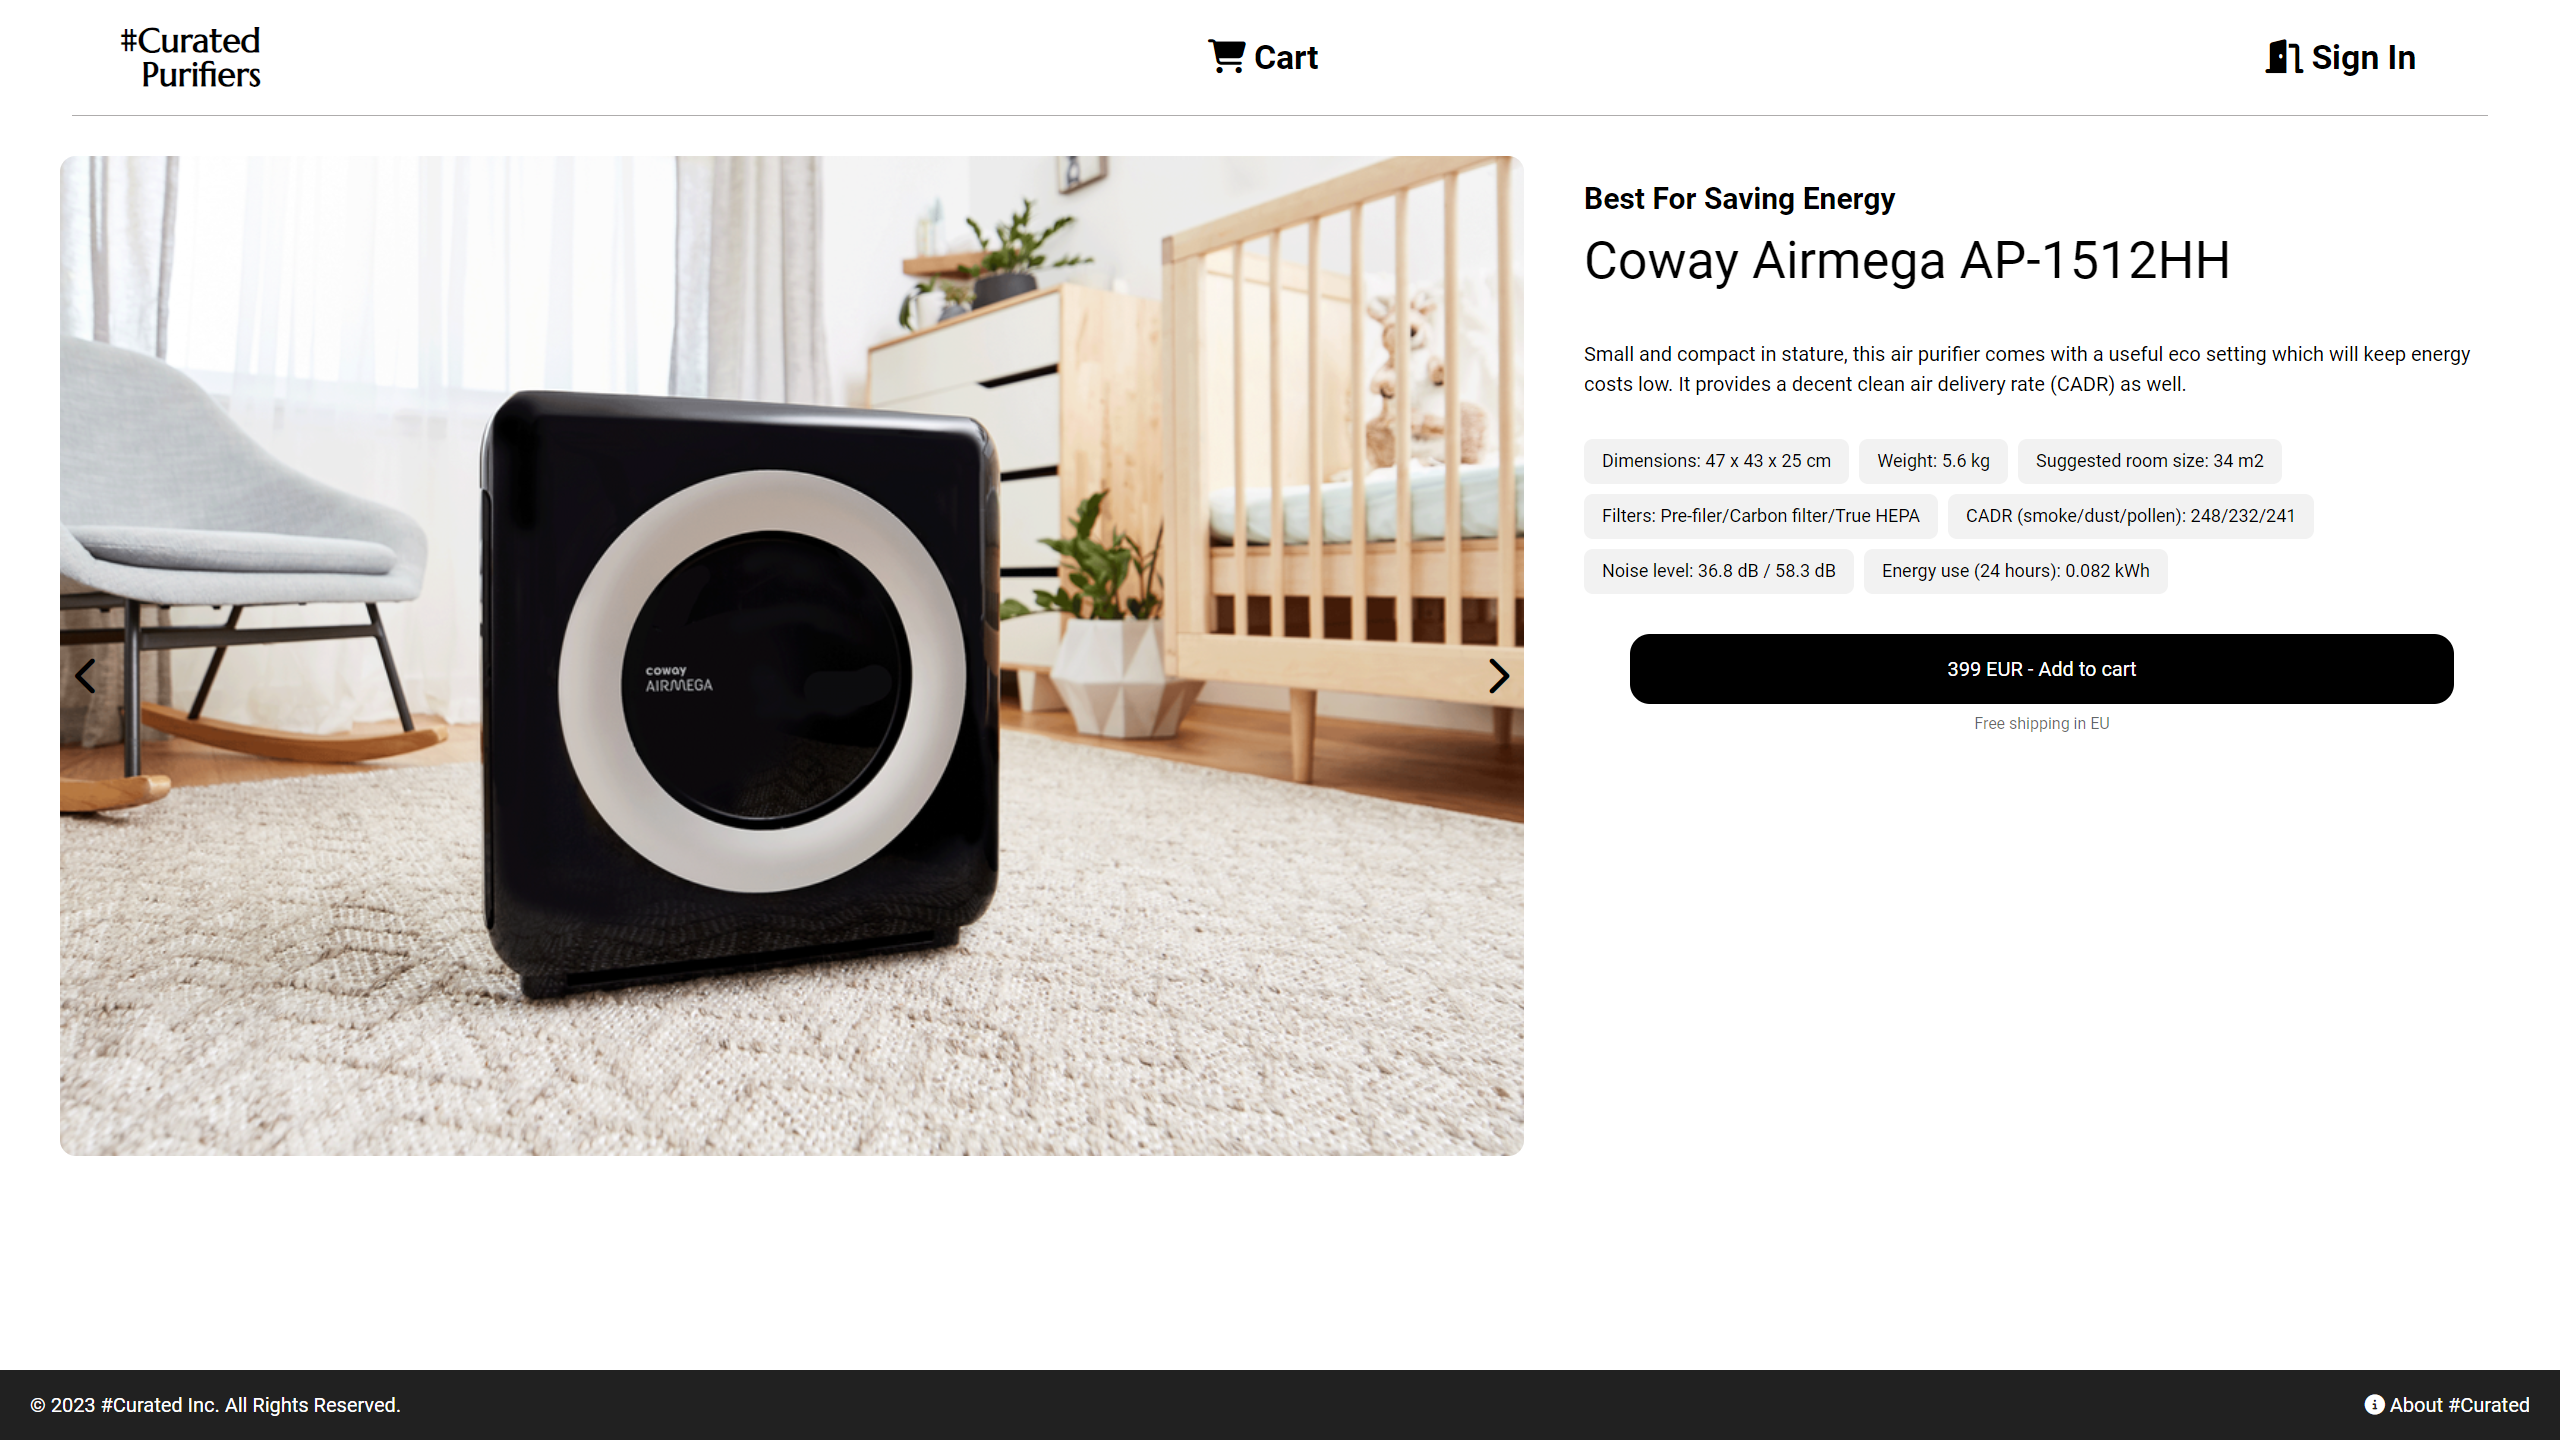 #Curated
Purifiers
Cart
Sign In
Best For Saving Energy
Coway Airmega AP-1512HH
Small and compact in stature, this air purifier comes with a useful eco setting which will keep energy
costs low. It provides a decent clean air delivery rate (CADR) as well.
Dimensions: 47 x 43 x 25 cm
Weight: 5.6 kg
Suggested room size: 34 m2
Filters: Pre-filer/Carbon filter/True HEPA
CADR (smoke/dust/pollen): 248/232/241
Noise level: 36.8 dB / 58.3 dB
Energy use (24 hours): 0.082 kWh
coway
AIRMEGA
399 EUR - Add to cart
Free shipping in EU
© 2023 #Curated Inc. All Rights Reserved.
About #Curated